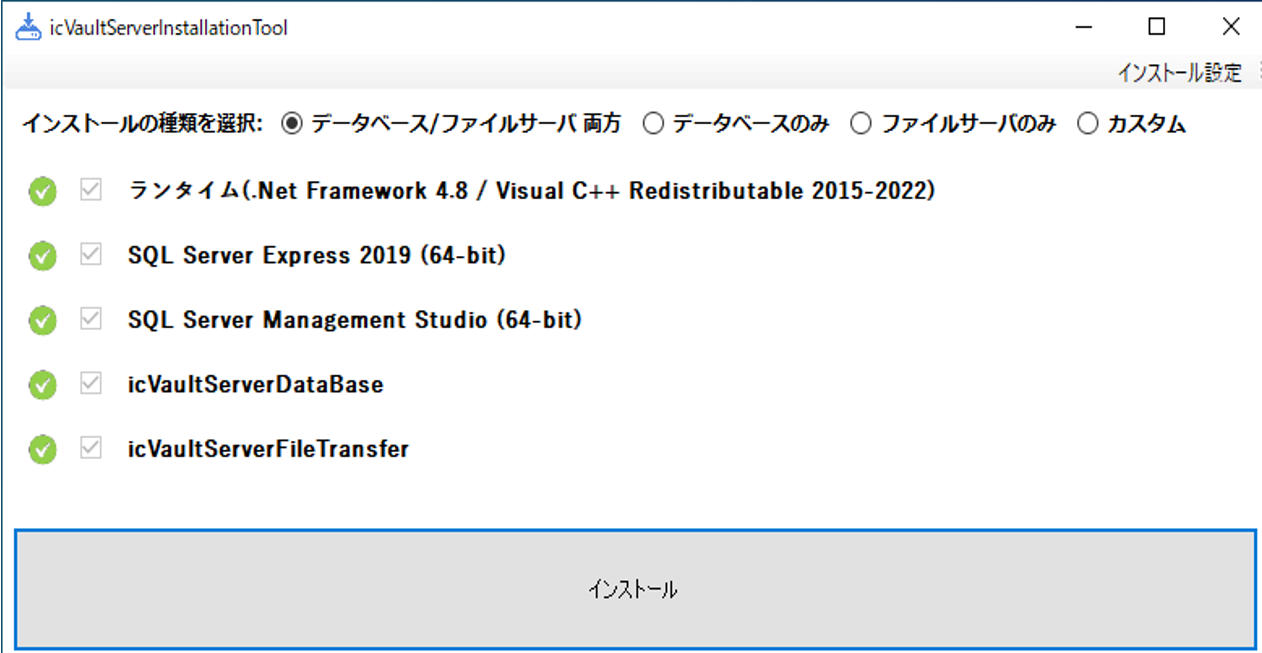 icVaultServerInstallationTool
インストール設定
インストールの種類を選択: データベース/ファイルサーバ 両方 データベースのみ ファイルサーバのみ カスタム
ランタイム(.Net Framework 4.8 / Visual C++ Redistributable 2015-2022)
SQL Server Express 2019 (64-bit)
SQL Server Management Studio (64-bit)
icVaultServerDataBase
icVaultServerFileTransfer
インストール